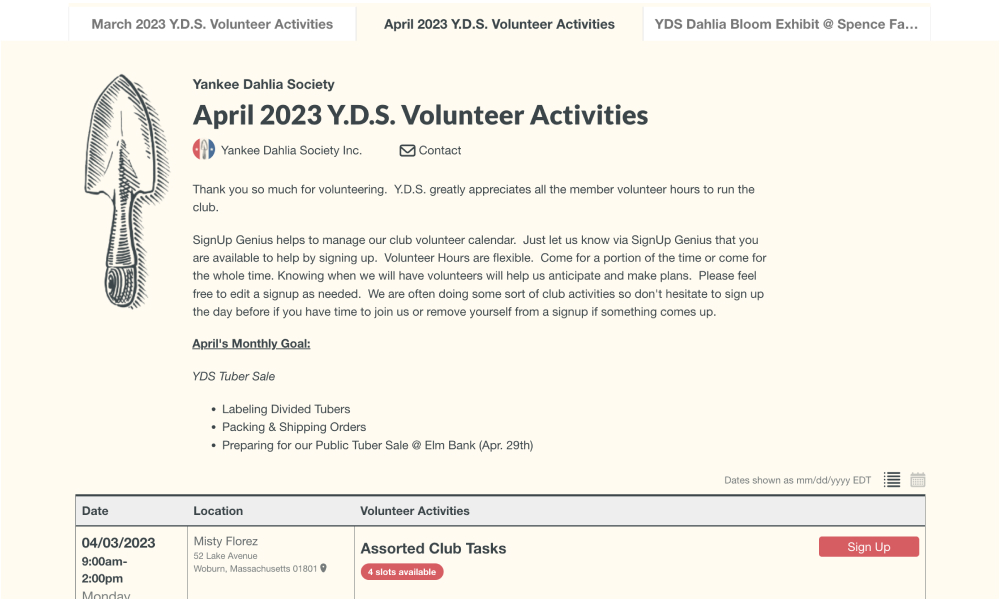 March 2023 Y.D.S. Volunteer Activities
April 2023 Y.D.S. Volunteer Activities
YDS Dahlia Bloom Exhibit @ Spence Fa...
Yankee Dahlia Society
April 2023 Y.D.S. Volunteer Activities
Yankee Dahlia Society Inc.
Contact
Thank you so much for volunteering.  Y.D.S. greatly appreciates all the member volunteer hours to run the
club.
SignUp Genius helps to manage our club volunteer calendar.  Just let us know via SignUp Genius that you
are available to help by signing up.  Volunteer Hours are flexible.  Come for a portion of the time or come for
the whole time. Knowing when we will have volunteers will help us anticipate and make plans.  Please feel
free to edit a signup as needed.  We are often doing some sort of club activities so don't hesitate to sign up
the day before if you have time to join us or remove yourself from a signup if something comes up.
April's Monthly Goal:
YDS Tuber Sale
• Labeling Divided Tubers
• Packing & Shipping Orders
• Preparing for our Public Tuber Sale @ Elm Bank (Apr. 29th)
Dates shown as mm/dd/yyyy EDT
Date
Location
Volunteer Activities
04/03/2023
9:00am-
2:00pm
Monday
Misty Florez
52 Lake Avenue
Woburn, Massachusetts 01801
Assorted Club Tasks
4 slots available
Sign Up